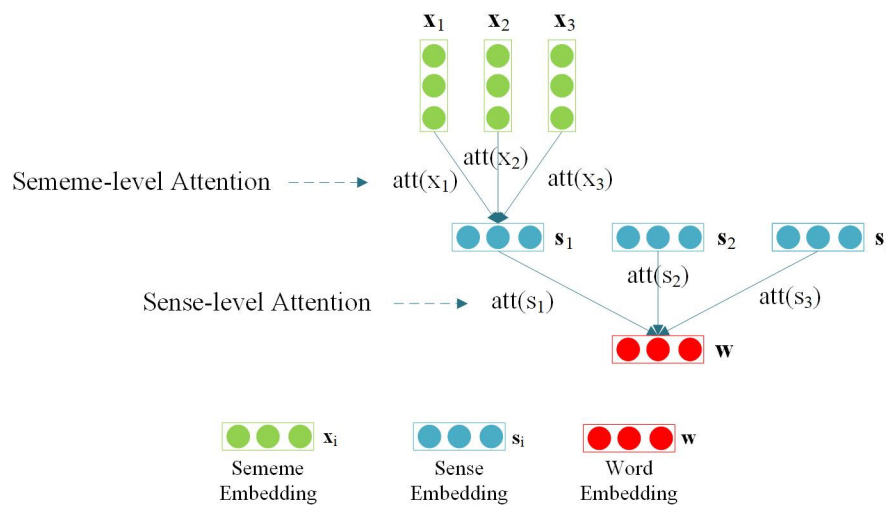 x1 x2 x3
att(x2)
Sememe-level Attention att(x1) att(x3)
s1 s2 s
att(s2)
Sense-level Attention att(s1) att(s3)
w
xi si w
Sememe Embedding
Sense Embedding
Word Embedding